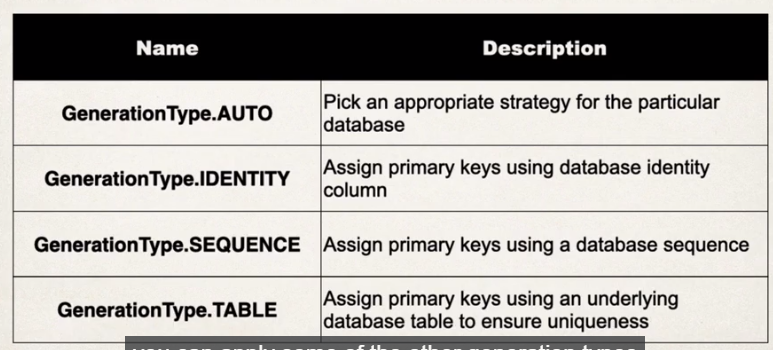 Name Description
GenerationType.AUTO
Pick an appropriate strategy for the particular
database
GenerationType.IDENTITY
Assign primary keys using database identity
column
GenerationType.SEQUENCE
Assign primary keys using a database sequence
GenerationType.TABLE
Assign primary keys using an underlying
database table to ensure uniqueness
you can apply some of the other generation types